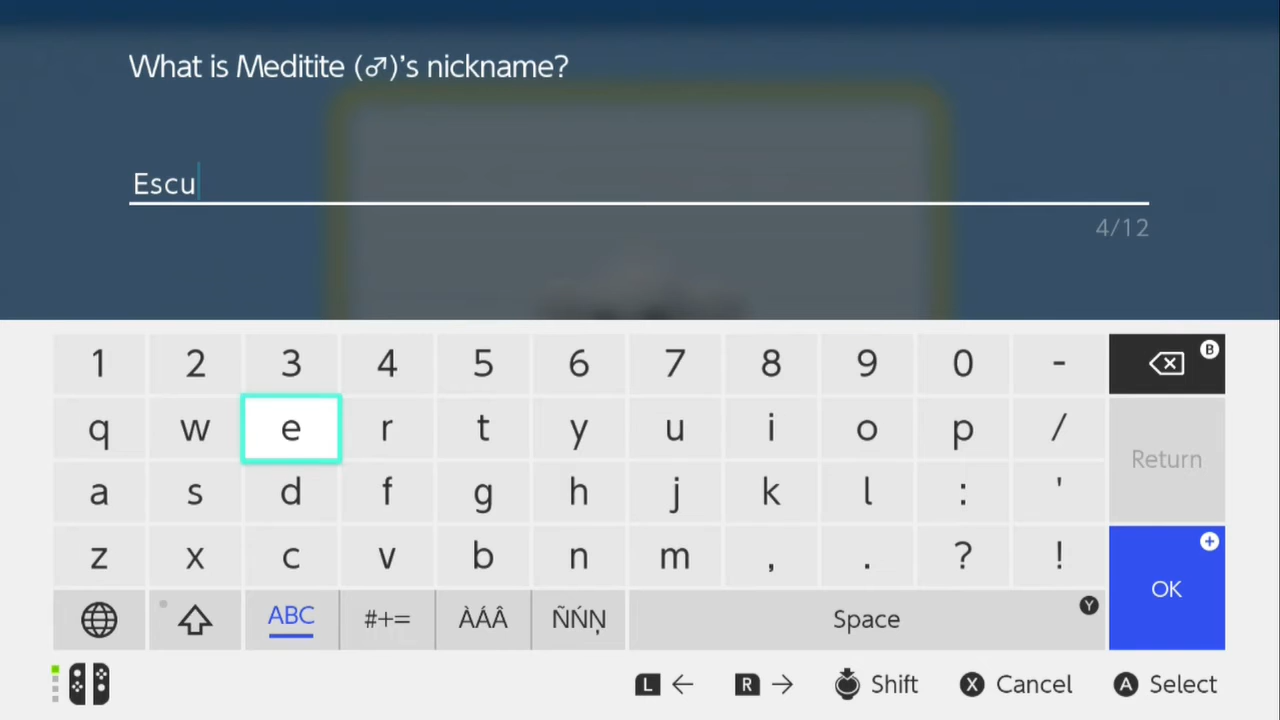 What is Meditite (♂)'s nickname?
Escu
4/12
1 2 3 4 5 6 7 8 9 0 -
B
q w e r t y u i o p /
Return
a s d f g h j k l : '
z x c v b n m , . ? !
+
OK
ABC #+= ÀÁÂ ÑŃŅ Space Y
L ← R → Shift X Cancel A Select